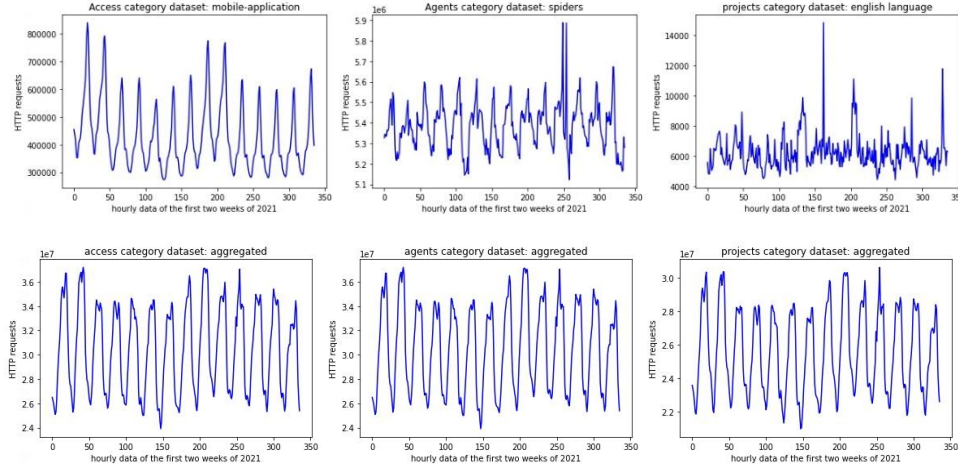 Access category dataset: mobile-application
HTTP requests
800000
700000
600000
500000
400000
300000
0 50 100 150 200 250 300 350
hourly data of the first two weeks of 2021
Agents category dataset: spiders
1e6
HTTP requests
5.9
5.8
5.7
5.6
5.5
5.4
5.3
5.2
5.1
0 50 100 150 200 250 300 350
hourly data of the first two weeks of 2021
projects category dataset: english language
HTTP requests
14000
12000
10000
8000
6000
4000
0 50 100 150 200 250 300 350
hourly data of the first two weeks of 2021
access category dataset: aggregated
1e7
HTTP requests
3.6
3.4
3.2
3.0
2.8
2.6
2.4
0 50 100 150 200 250 300 350
hourly data of the first two weeks of 2021
agents category dataset: aggregated
1e7
HTTP requests
3.6
3.4
3.2
3.0
2.8
2.6
2.4
0 50 100 150 200 250 300 350
hourly data of the first two weeks of 2021
projects category dataset: aggregated
1e7
HTTP requests
3.0
2.8
2.6
2.4
2.2
0 50 100 150 200 250 300 350
hourly data of the first two weeks of 2021